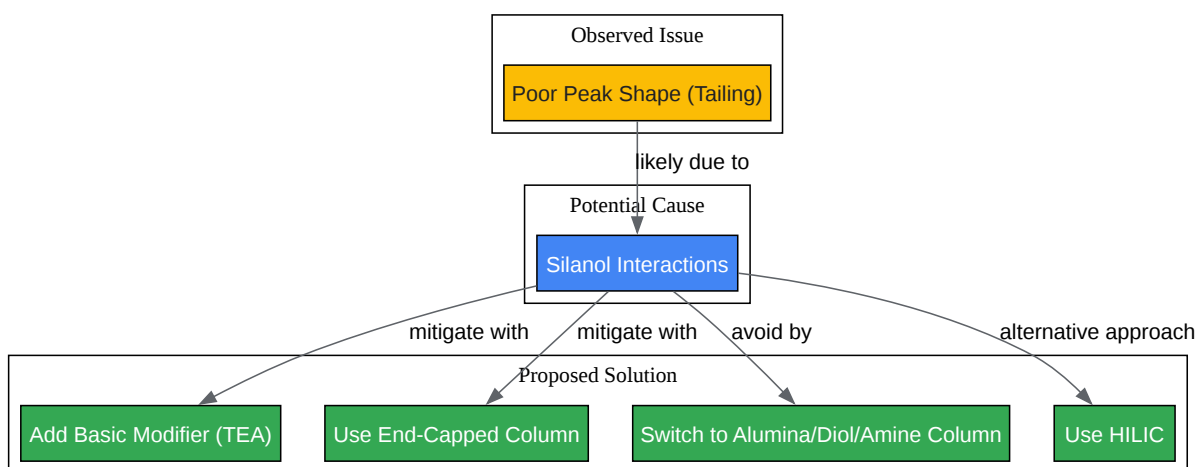 Observed Issue
Poor Peak Shape (Tailing)
likely due to
Potential Cause
Silanol Interactions
mitigate with
mitigate with
avoid by
alternative approach
Proposed Solution
Add Basic Modifier (TEA)
Use End-Capped Column
Switch to Alumina/Diol/Amine Column
Use HILIC